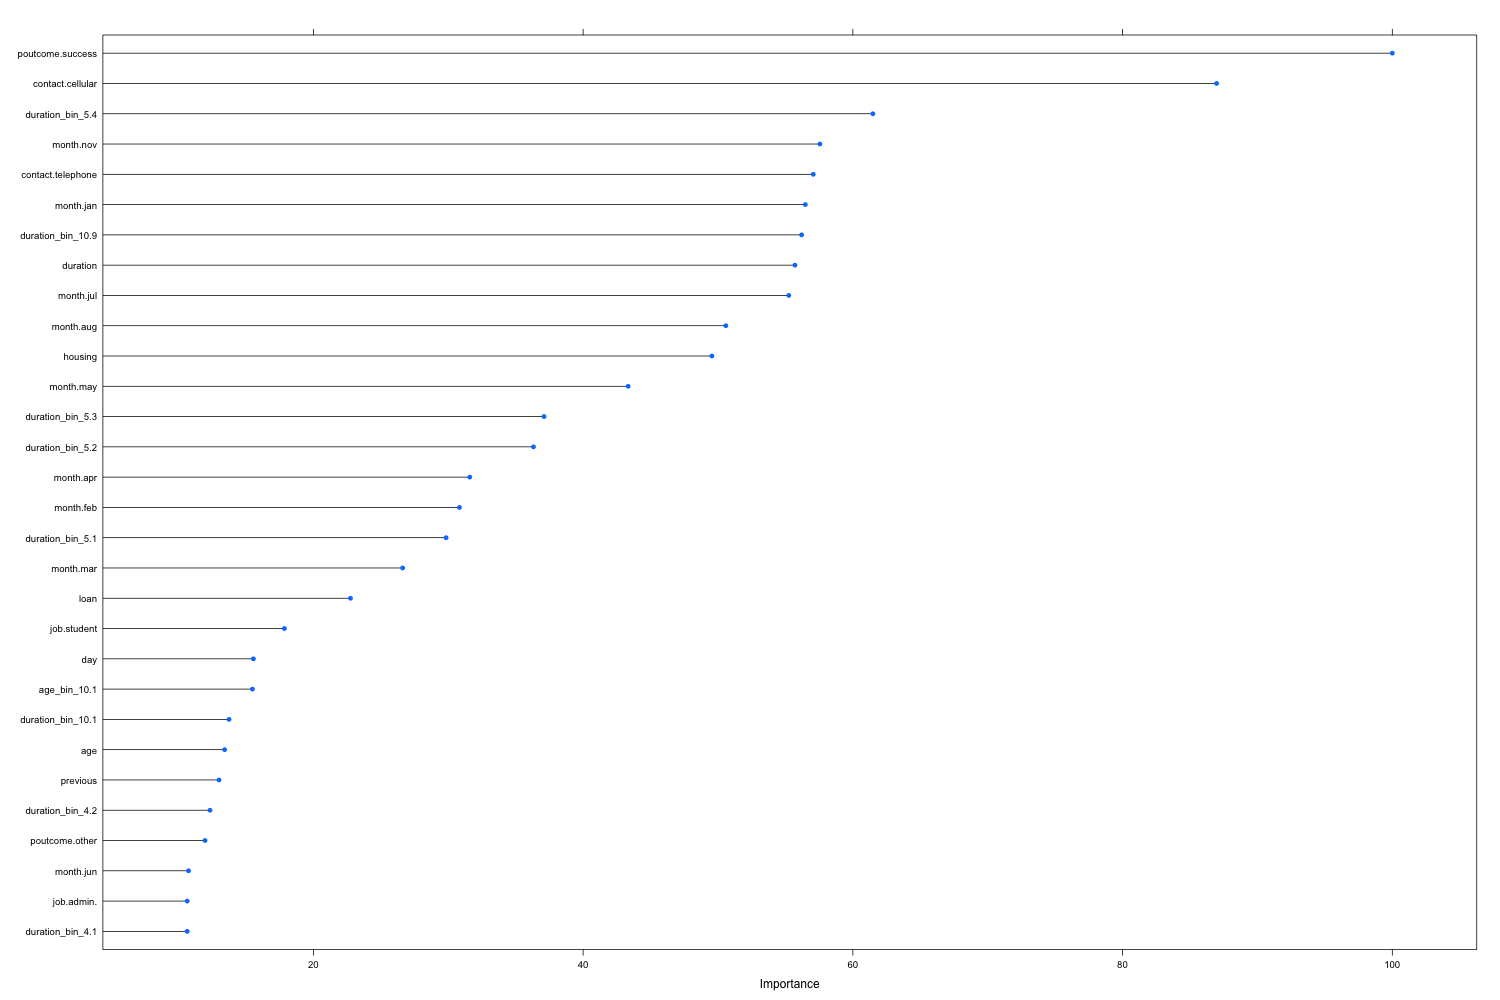 poutcome.success
contact.cellular
duration_bin_5.4
month.nov
contact.telephone
month.jan
duration_bin_10.9
duration
month.jul
month.aug
housing
month.may
duration_bin_5.3
duration_bin_5.2
month.apr
month.feb
duration_bin_5.1
month.mar
loan
job.student
day
age_bin_10.1
duration_bin_10.1
age
previous
duration_bin_4.2
poutcome.other
month.jun
job.admin.
duration_bin_4.1
20 40 60 80 100
Importance